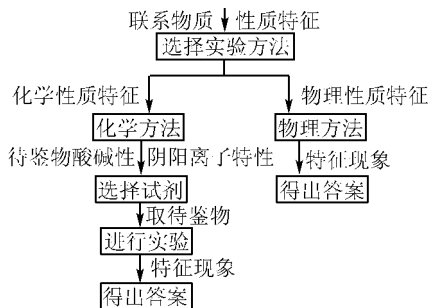 联系物质 性质特征
选择实验方法
化学性质特征 物理性质特征
化学方法 物理方法
待鉴物酸碱性 阴阳离子特性 特征现象
选择试剂 得出答案
取待鉴物
进行实验
特征现象
得出答案